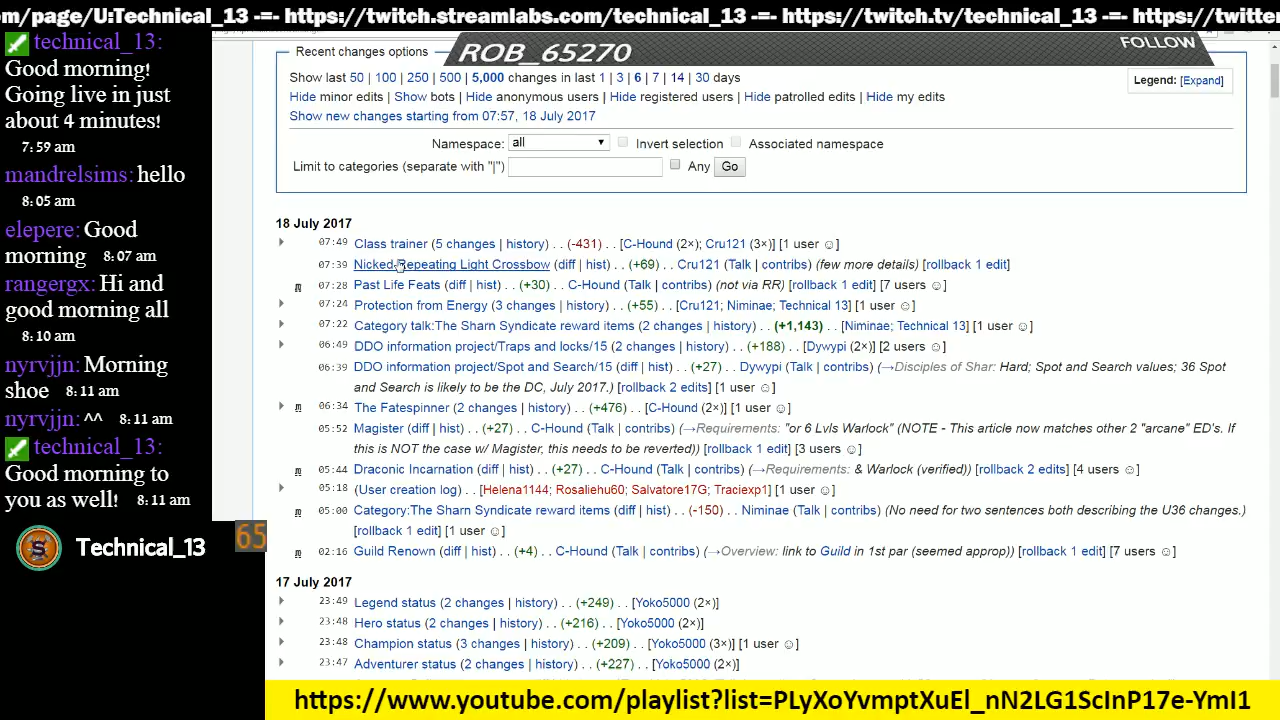 om/page/U:Technical_13 -=- https://twitch.streamlabs.com/technical_13 -=- https://twitch.tv/technical_13 -=- https://twitter
technical_13:
Good morning!
Going live in just
about 4 minutes!
7:59 am
mandrelsims: hello
8:05 am
elepere: Good
morning 8:07 am
rangergx: Hi and
good morning all
8:10 am
nyrvjjn: Morning
shoe 8:11 am
nyrvjjn: ^^ 8:11 am
technical_13:
Good morning to
you as well! 8:11 am
Technical_13
65
ROB_65270
FOLLOW
Recent changes options
Show last 50 | 100 | 250 | 500 | 5,000 changes in last 1 | 3 | 6 | 7 | 14 | 30 days
Legend: [Expand]
Hide minor edits | Show bots | Hide anonymous users | Hide registered users | Hide patrolled edits | Hide my edits
Show new changes starting from 07:57, 18 July 2017
Namespace: all Invert selection Associated namespace
Limit to categories (separate with "|") Any Go
18 July 2017
07:49 Class trainer (5 changes | history) . . (-431) . . [C-Hound (2×); Cru121 (3×)] [1 user ☺]
07:39 Nicked Repeating Light Crossbow (diff | hist) . . (+69) . . Cru121 (Talk | contribs) (few more details) [rollback 1 edit]
m 07:28 Past Life Feats (diff | hist) . . (+30) . . C-Hound (Talk | contribs) (not via RR) [rollback 1 edit] [7 users ☺]
07:24 Protection from Energy (3 changes | history) . . (+55) . . [Cru121; Niminae; Technical 13] [1 user ☺]
07:22 Category talk:The Sharn Syndicate reward items (2 changes | history) . . (+1,143) . . [Niminae; Technical 13] [1 user ☺]
06:49 DDO information project/Traps and locks/15 (2 changes | history) . . (+188) . . [Dywypi (2×)] [2 users ☺]
06:39 DDO information project/Spot and Search/15 (diff | hist) . . (+27) . . Dywypi (Talk | contribs) (→Disciples of Shar: Hard; Spot and Search values; 36 Spot
and Search is likely to be the DC, July 2017.) [rollback 2 edits] [1 user ☺]
m 06:34 The Fatespinner (2 changes | history) . . (+476) . . [C-Hound (2×)] [1 user ☺]
05:52 Magister (diff | hist) . . (+27) . . C-Hound (Talk | contribs) (→Requirements: "or 6 Lvls Warlock" (NOTE - This article now matches other 2 "arcane" ED's. If
this is NOT the case w/ Magister, this needs to be reverted)) [rollback 1 edit] [3 users ☺]
m 05:44 Draconic Incarnation (diff | hist) . . (+27) . . C-Hound (Talk | contribs) (→Requirements: & Warlock (verified)) [rollback 2 edits] [4 users ☺]
05:18 (User creation log) . . [Helena1144; Rosaliehu60; Salvatore17G; Traciexp1] [1 user ☺]
m 05:00 Category:The Sharn Syndicate reward items (diff | hist) . . (-150) . . Niminae (Talk | contribs) (No need for two sentences both describing the U36 changes.)
[rollback 1 edit] [1 user ☺]
m 02:16 Guild Renown (diff | hist) . . (+4) . . C-Hound (Talk | contribs) (→Overview: link to Guild in 1st par (seemed approp)) [rollback 1 edit] [7 users ☺]
17 July 2017
23:49 Legend status (2 changes | history) . . (+249) . . [Yoko5000 (2×)]
23:48 Hero status (2 changes | history) . . (+216) . . [Yoko5000 (2×)]
23:48 Champion status (3 changes | history) . . (+209) . . [Yoko5000 (3×)] [1 user ☺]
23:47 Adventurer status (2 changes | history) . . (+227) . . [Yoko5000 (2×)]
https://www.youtube.com/playlist?list=PLyXoYvmptXuEl_nN2LG1ScInP17e-YmI1